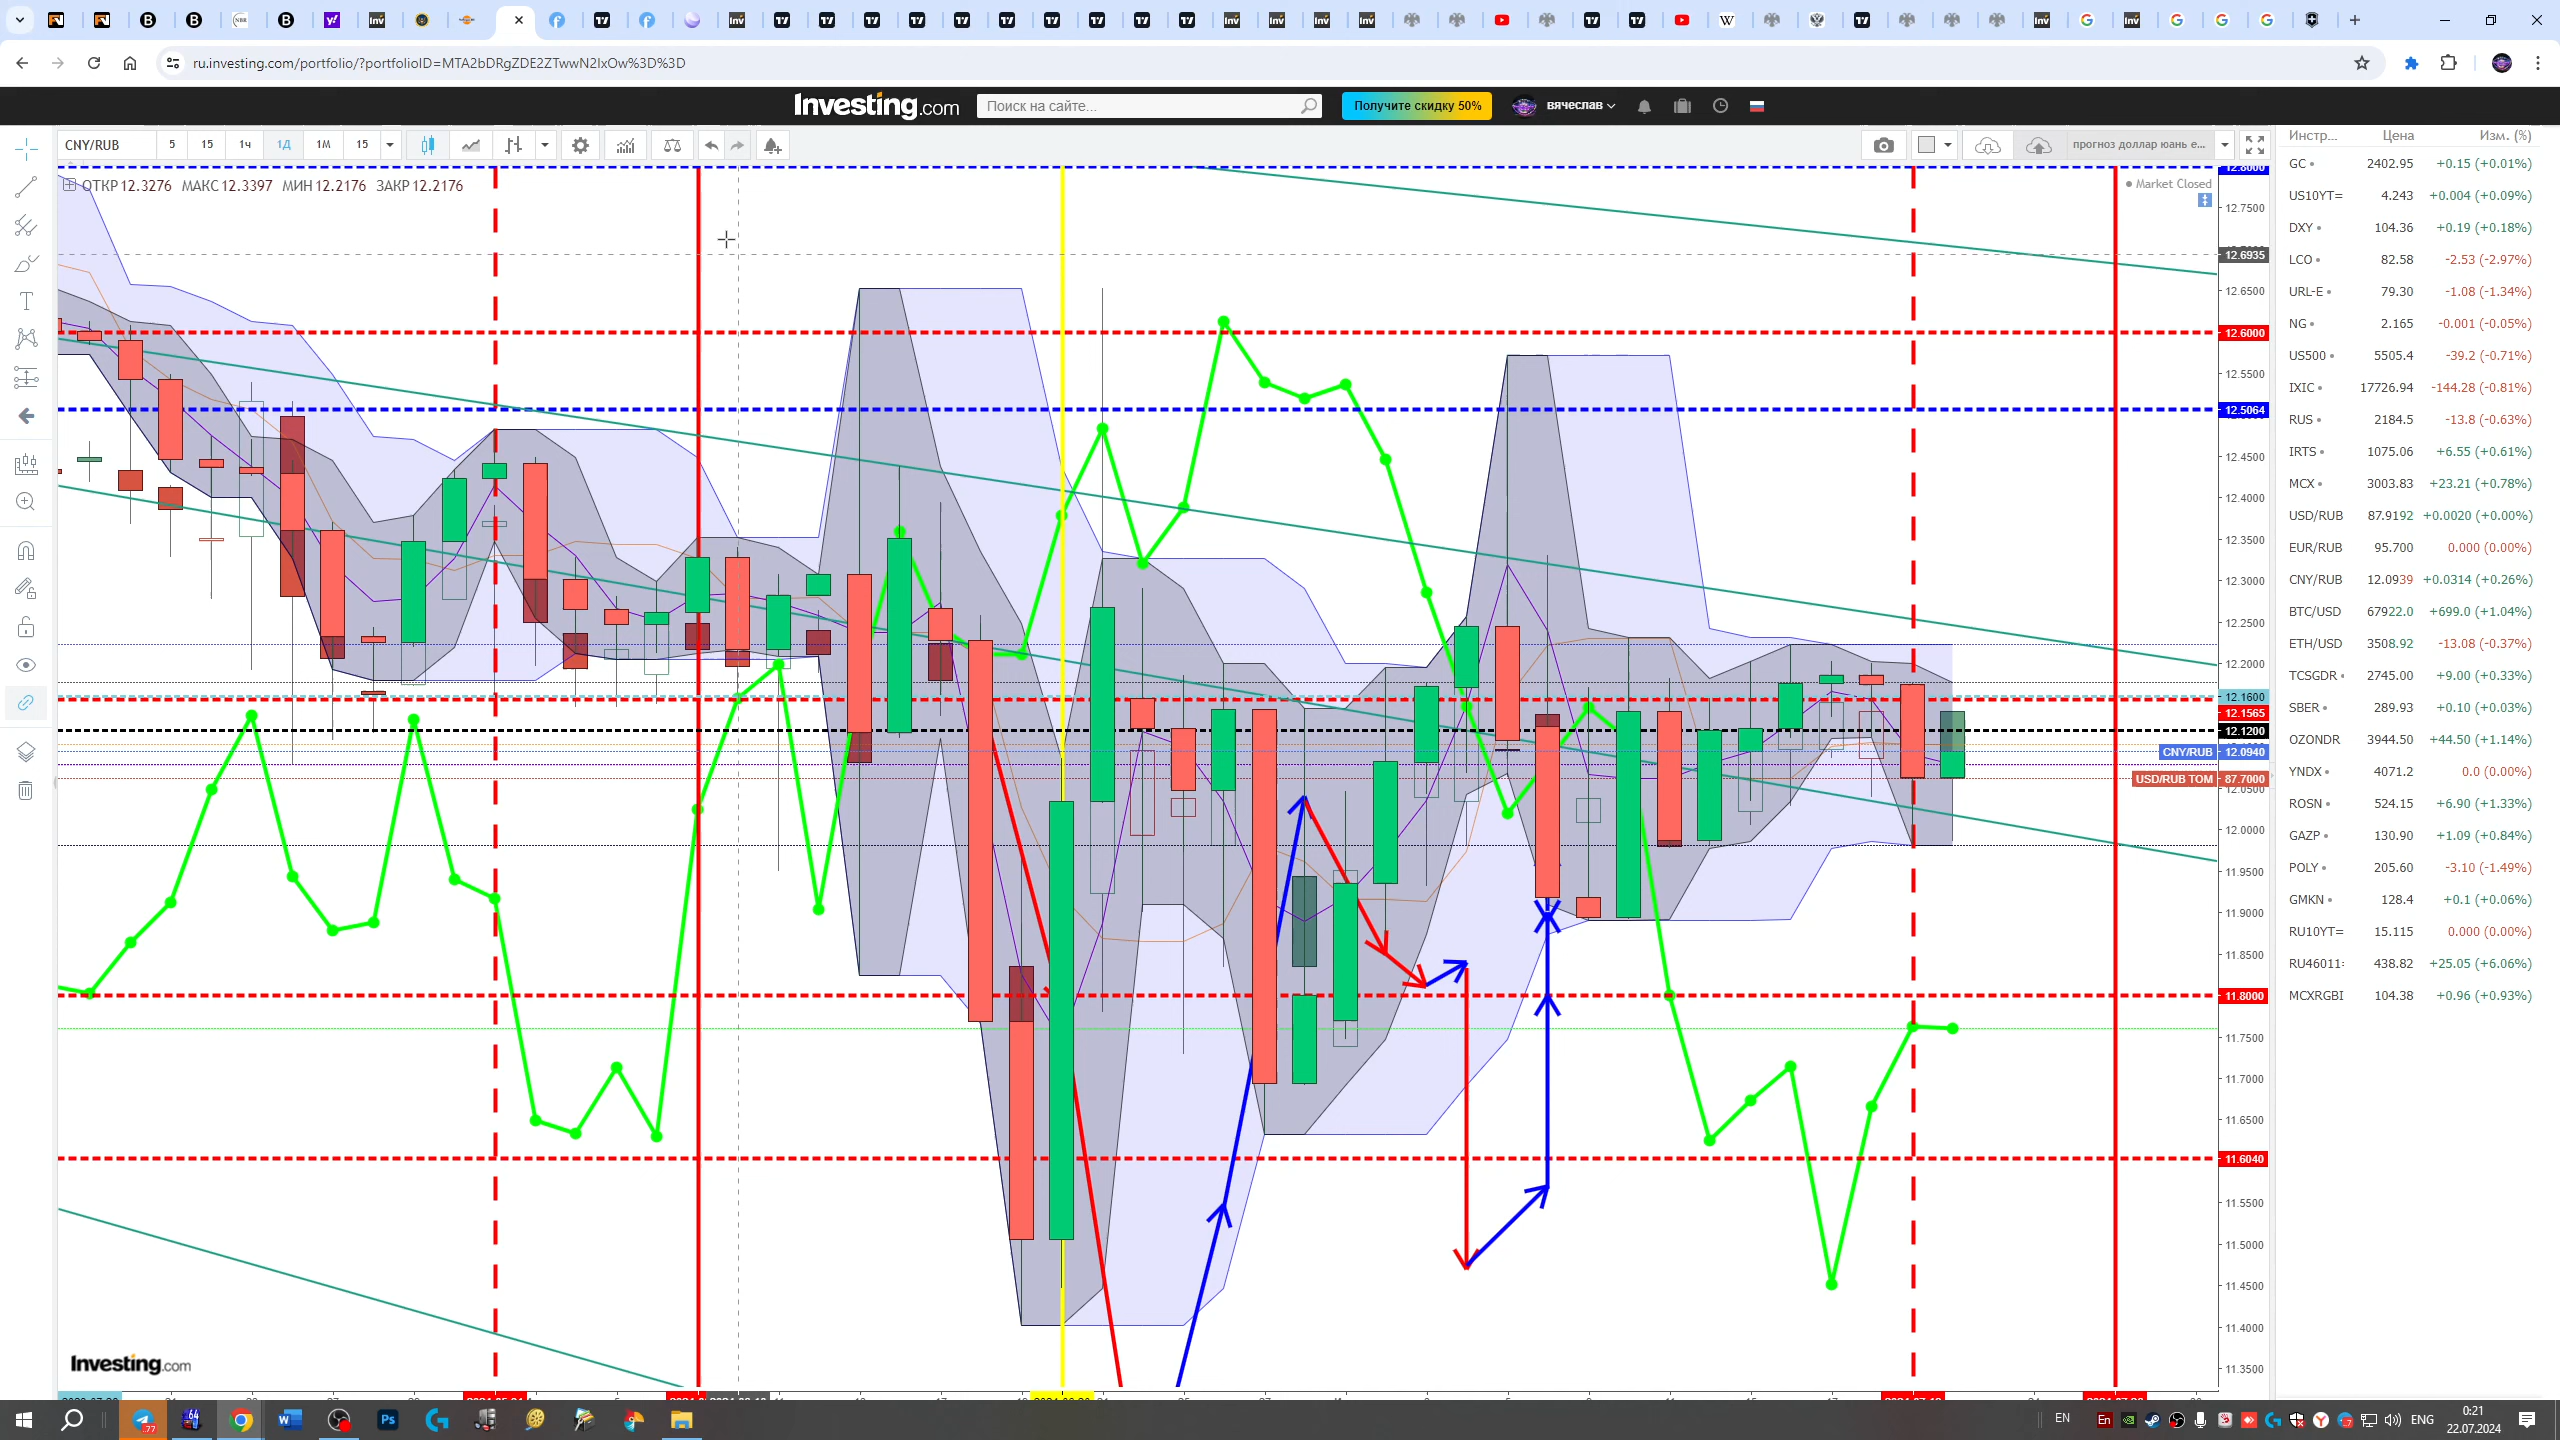 ru.investing.com/portfolio/?portfolioID=MTA2bDRgZDE2ZTwwN2IxOw%3D%3D
Investing.com
Поиск на сайте...
Получите скидку 50%
вячеслав
CNY/RUB 5 15 1ч 1Д 1М 15
прогноз доллар юань е...
ОТКР 12.3276 МАКС 12.3397 МИН 12.2176 ЗАКР 12.2176
Market Closed
12.8000
12.7500
12.6935
12.6500
12.6000
12.5500
12.5064
12.4500
12.4000
12.3500
12.3000
12.2500
12.2000
12.1600
12.1565
12.1200
CNY/RUB 12.0940
USD/RUB TOM 87.7000
12.0500
12.0000
11.9500
11.9000
11.8500
11.8000
11.7500
11.7000
11.6500
11.6040
11.5500
11.5000
11.4500
11.4000
11.3500
Investing.com
Инстр... Цена Изм. (%)
GC 2402.95 +0.15 (+0.01%)
US10YT= 4.243 +0.004 (+0.09%)
DXY 104.36 +0.19 (+0.18%)
LCO 82.58 -2.53 (-2.97%)
URL-E 79.30 -1.08 (-1.34%)
NG 2.165 -0.001 (-0.05%)
US500 5505.4 -39.2 (-0.71%)
IXIC 17726.94 -144.28 (-0.81%)
RUS 2184.5 -13.8 (-0.63%)
IRTS 1075.06 +6.55 (+0.61%)
MCX 3003.83 +23.21 (+0.78%)
USD/RUB 87.9192 +0.0020 (+0.00%)
EUR/RUB 95.700 0.000 (0.00%)
CNY/RUB 12.0939 +0.0314 (+0.26%)
BTC/USD 67922.0 +699.0 (+1.04%)
ETH/USD 3508.92 -13.08 (-0.37%)
TCSGDR 2745.00 +9.00 (+0.33%)
SBER 289.93 +0.10 (+0.03%)
OZONDR 3944.50 +44.50 (+1.14%)
YNDX 4071.2 0.0 (0.00%)
ROSN 524.15 +6.90 (+1.33%)
GAZP 130.90 +1.09 (+0.84%)
POLY 205.60 -3.10 (-1.49%)
GMKN 128.4 +0.1 (+0.06%)
RU10YT= 15.115 0.000 (0.00%)
RU46011: 438.82 +25.05 (+6.06%)
MCXRGBI 104.38 +0.96 (+0.93%)
EN
ENG
0:21
22.07.2024